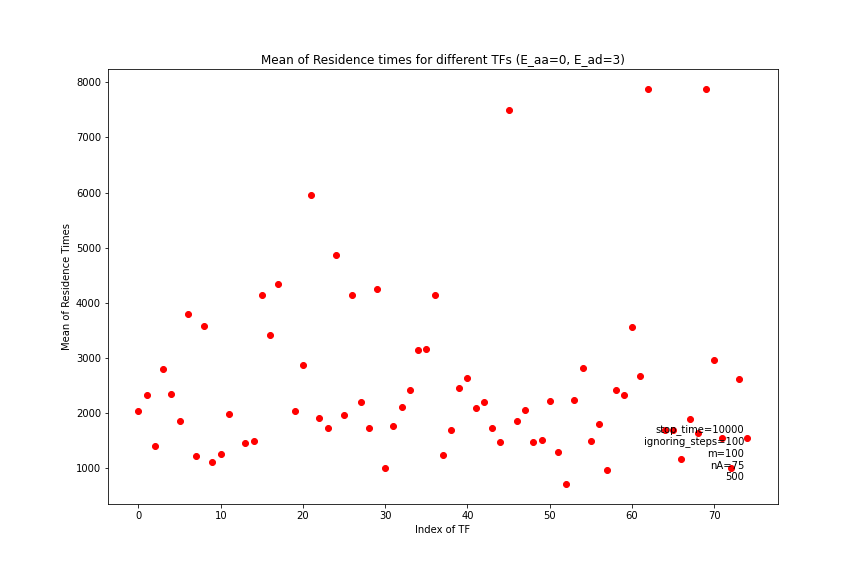 Mean of Residence times for different TFs (E_aa=0, E_ad=3)
8000
7000
6000
5000
4000
3000
2000
1000
Mean of Residence Times
stop_time=10000
ignoring_steps=100
m=100
nA=75
500
0 10 20 30 40 50 60 70
Index of TF